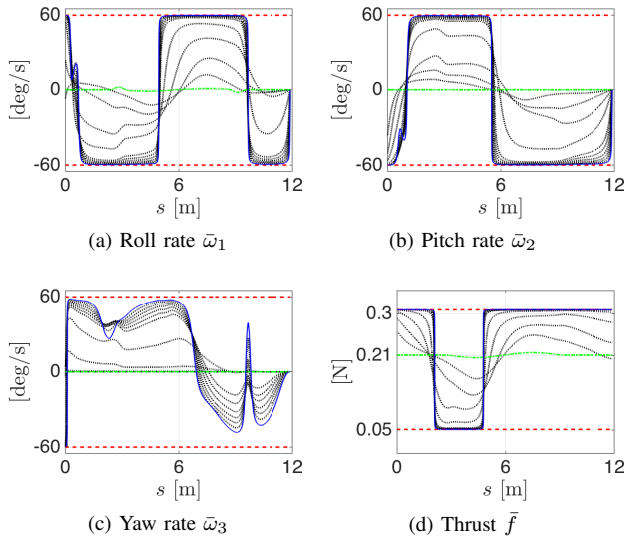 60
[deg/s]
0
-60
0
6
12
s [m]
(a) Roll rate ω̄₁
60
[deg/s]
0
-60
0
6
12
s [m]
(b) Pitch rate ω̄₂
60
[deg/s]
0
-60
0
6
12
s [m]
(c) Yaw rate ω̄₃
0.3
[N]
0.21
0.05
0
6
12
s [m]
(d) Thrust f̄